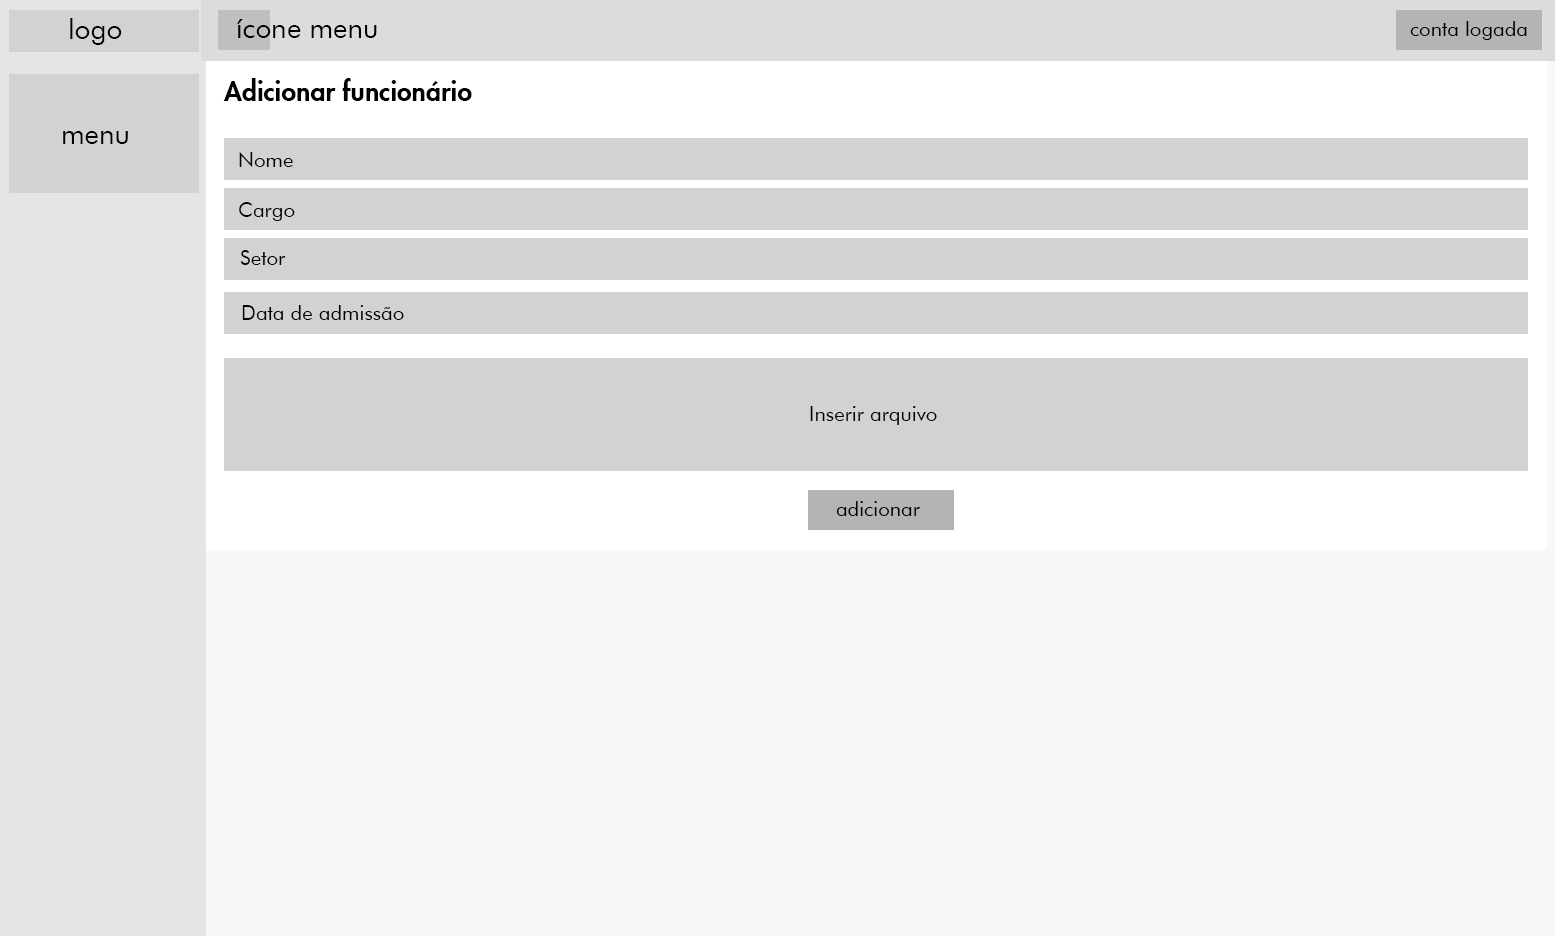 logo
ícone menu
conta logada
menu
Adicionar funcionário
Nome
Cargo
Setor
Data de admissão
Inserir arquivo
adicionar